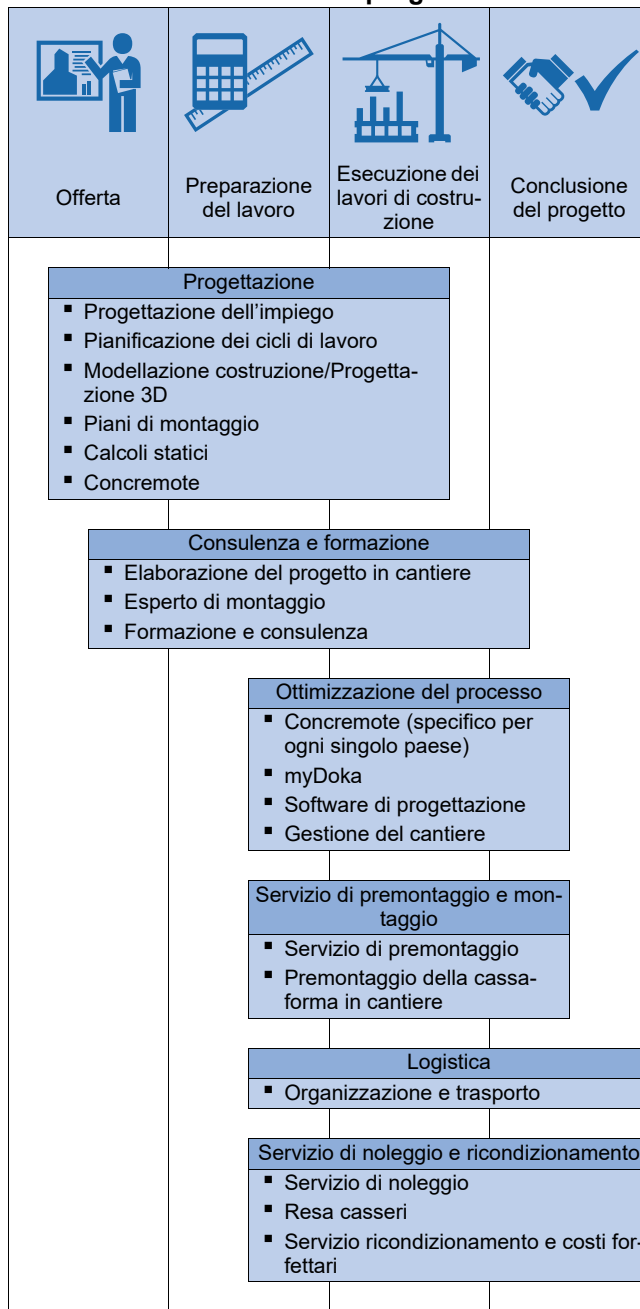 Offerta
Preparazione
del lavoro
Esecuzione dei
lavori di costru-
zione
Conclusione
del progetto
Progettazione
▪ Progettazione dell'impiego
▪ Pianificazione dei cicli di lavoro
▪ Modellazione costruzione/Progetta-
zione 3D
▪ Piani di montaggio
▪ Calcoli statici
▪ Concremote
Consulenza e formazione
▪ Elaborazione del progetto in cantiere
▪ Esperto di montaggio
▪ Formazione e consulenza
Ottimizzazione del processo
▪ Concremote (specifico per
ogni singolo paese)
▪ myDoka
▪ Software di progettazione
▪ Gestione del cantiere
Servizio di premontaggio e mon-
taggio
▪ Servizio di premontaggio
▪ Premontaggio della cassa-
forma in cantiere
Logistica
▪ Organizzazione e trasporto
Servizio di noleggio e ricondizionamento
▪ Servizio di noleggio
▪ Resa casseri
▪ Servizio ricondizionamento e costi for-
fettari